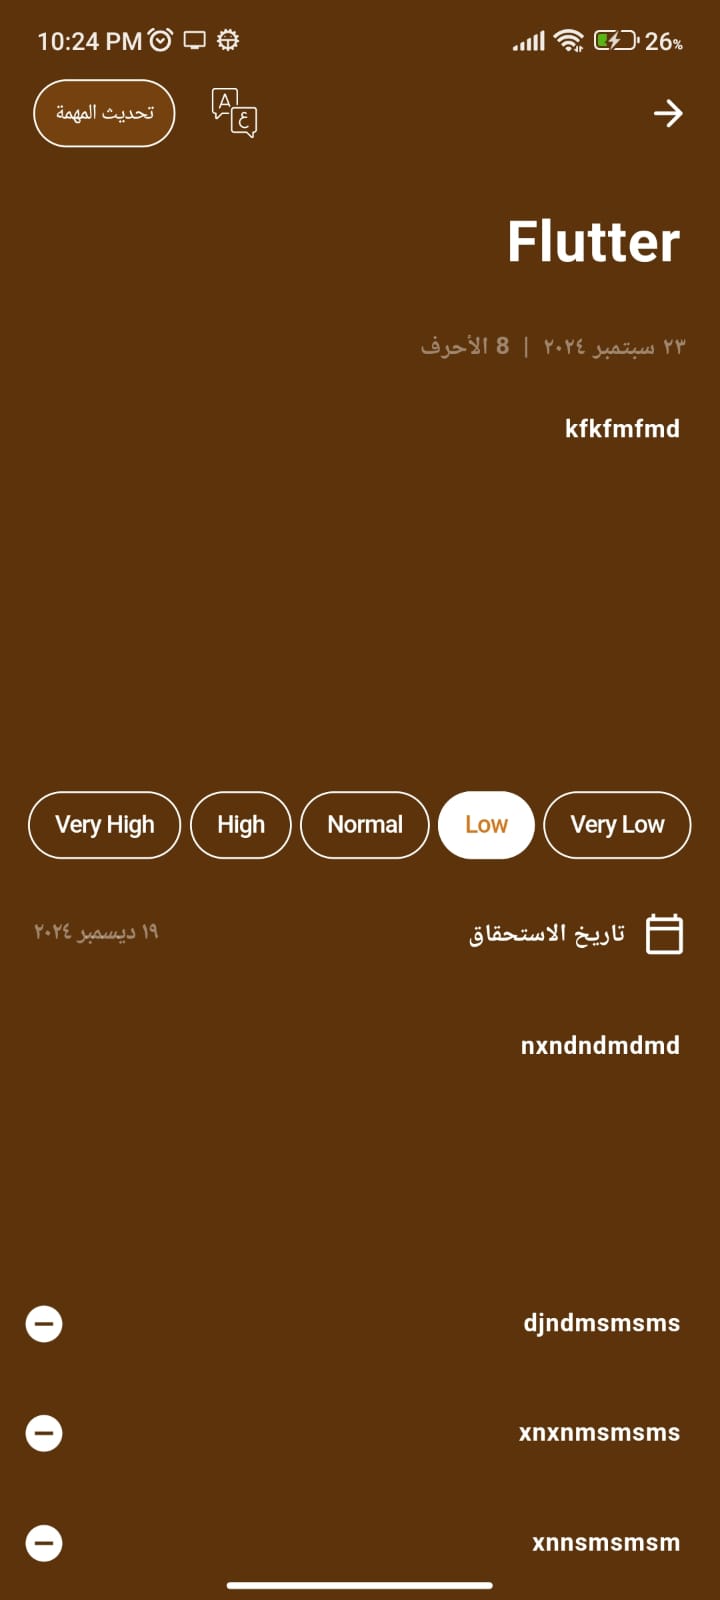 10:24 PM 26%
تحديث المهمة A ع
Flutter
٢٣ سبتمبر ٢٠٢٤ | 8 الأحرف
kfkfmfmd
Very High High Normal Low Very Low
تاريخ الاستحقاق ١٩ ديسمبر ٢٠٢٤
nxndndmdmd
djndmsmsms
xnxnmsmsms
xnnsmsmsm